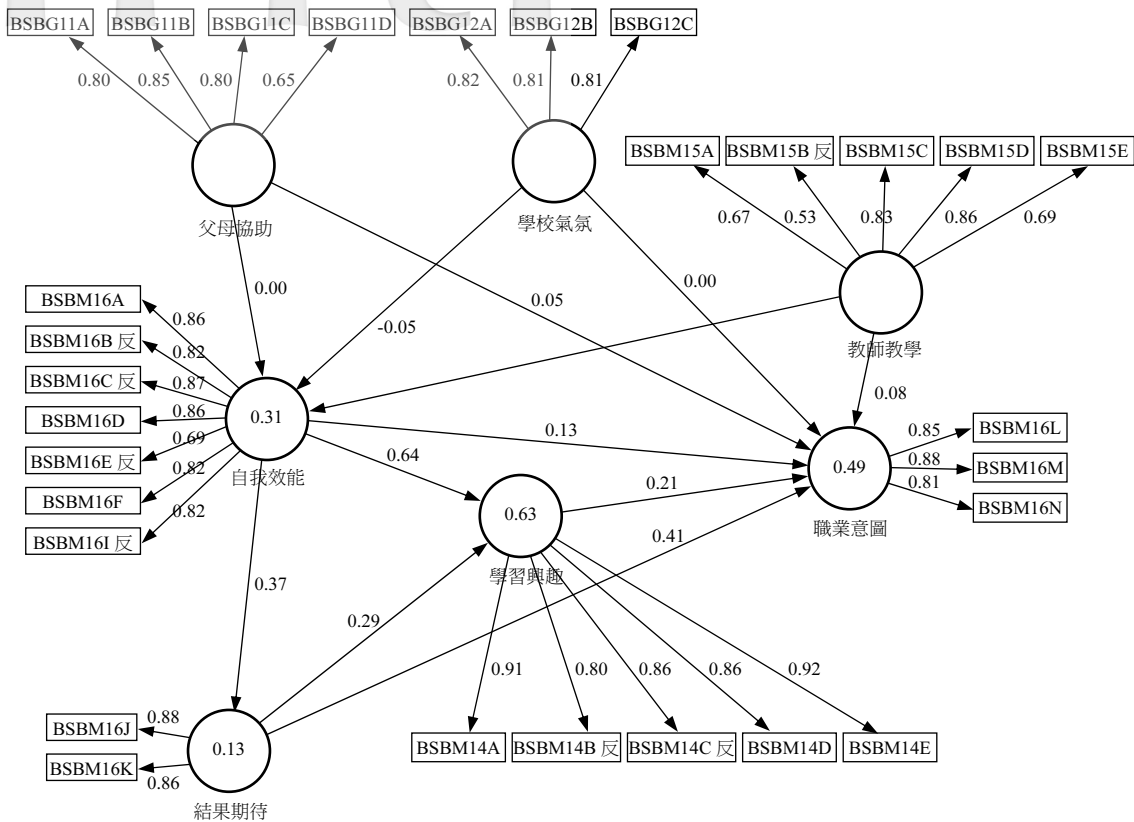 BSBG11A BSBG11B BSBG11C BSBG11D BSBG12A BSBG12B BSBG12C
0.80 0.85 0.80 0.65 0.82 0.81 0.81
BSBM15A BSBM15B 反 BSBM15C BSBM15D BSBM15E
0.67 0.53 0.83 0.86 0.69
父母協助 學校氣氛
0.00 0.05 -0.05 0.00
教師教學
0.08
BSBM16A
0.86
BSBM16B 反
0.82
BSBM16C 反
0.87
BSBM16D
0.86
BSBM16E 反
0.69
BSBM16F
0.82
BSBM16I 反
0.82
0.31
自我效能
0.13
0.64
0.21
0.41
0.49
職業意圖
0.85 BSBM16L
0.88 BSBM16M
0.81 BSBM16N
0.63
學習興趣
0.37
0.29
0.91 0.80 0.86 0.86 0.92
BSBM14A BSBM14B 反 BSBM14C 反 BSBM14D BSBM14E
BSBM16J 0.88
BSBM16K 0.86
0.13
結果期待